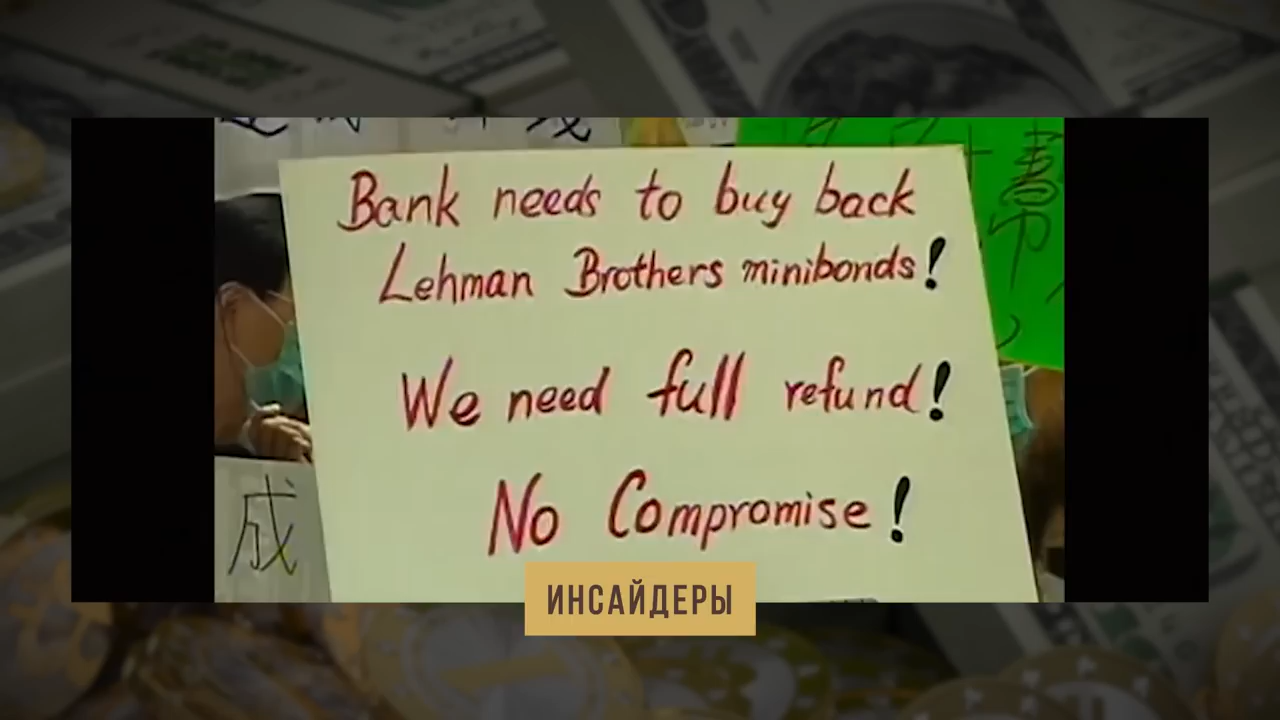 Bank needs to buy back
Lehman Brothers minibonds!
We need full refund!
No Compromise!
成
ИНСАЙДЕРЫ